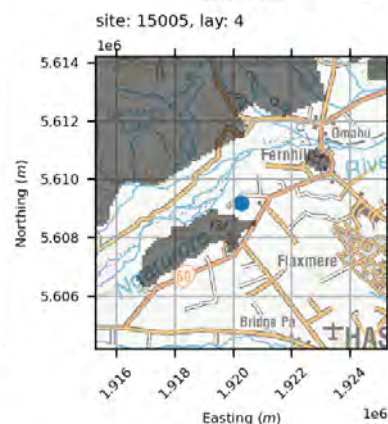 site: 15005, lay: 4
1e6
5.614
5.612
5.610
5.608
5.606
Northing (m)
Omahu
Fernhill
River
Ngaruroro
Flaxmere
50
Bridge Pa
HAS
1.916
1.918
1.920
1.922
1.924
1e6
Easting (m)